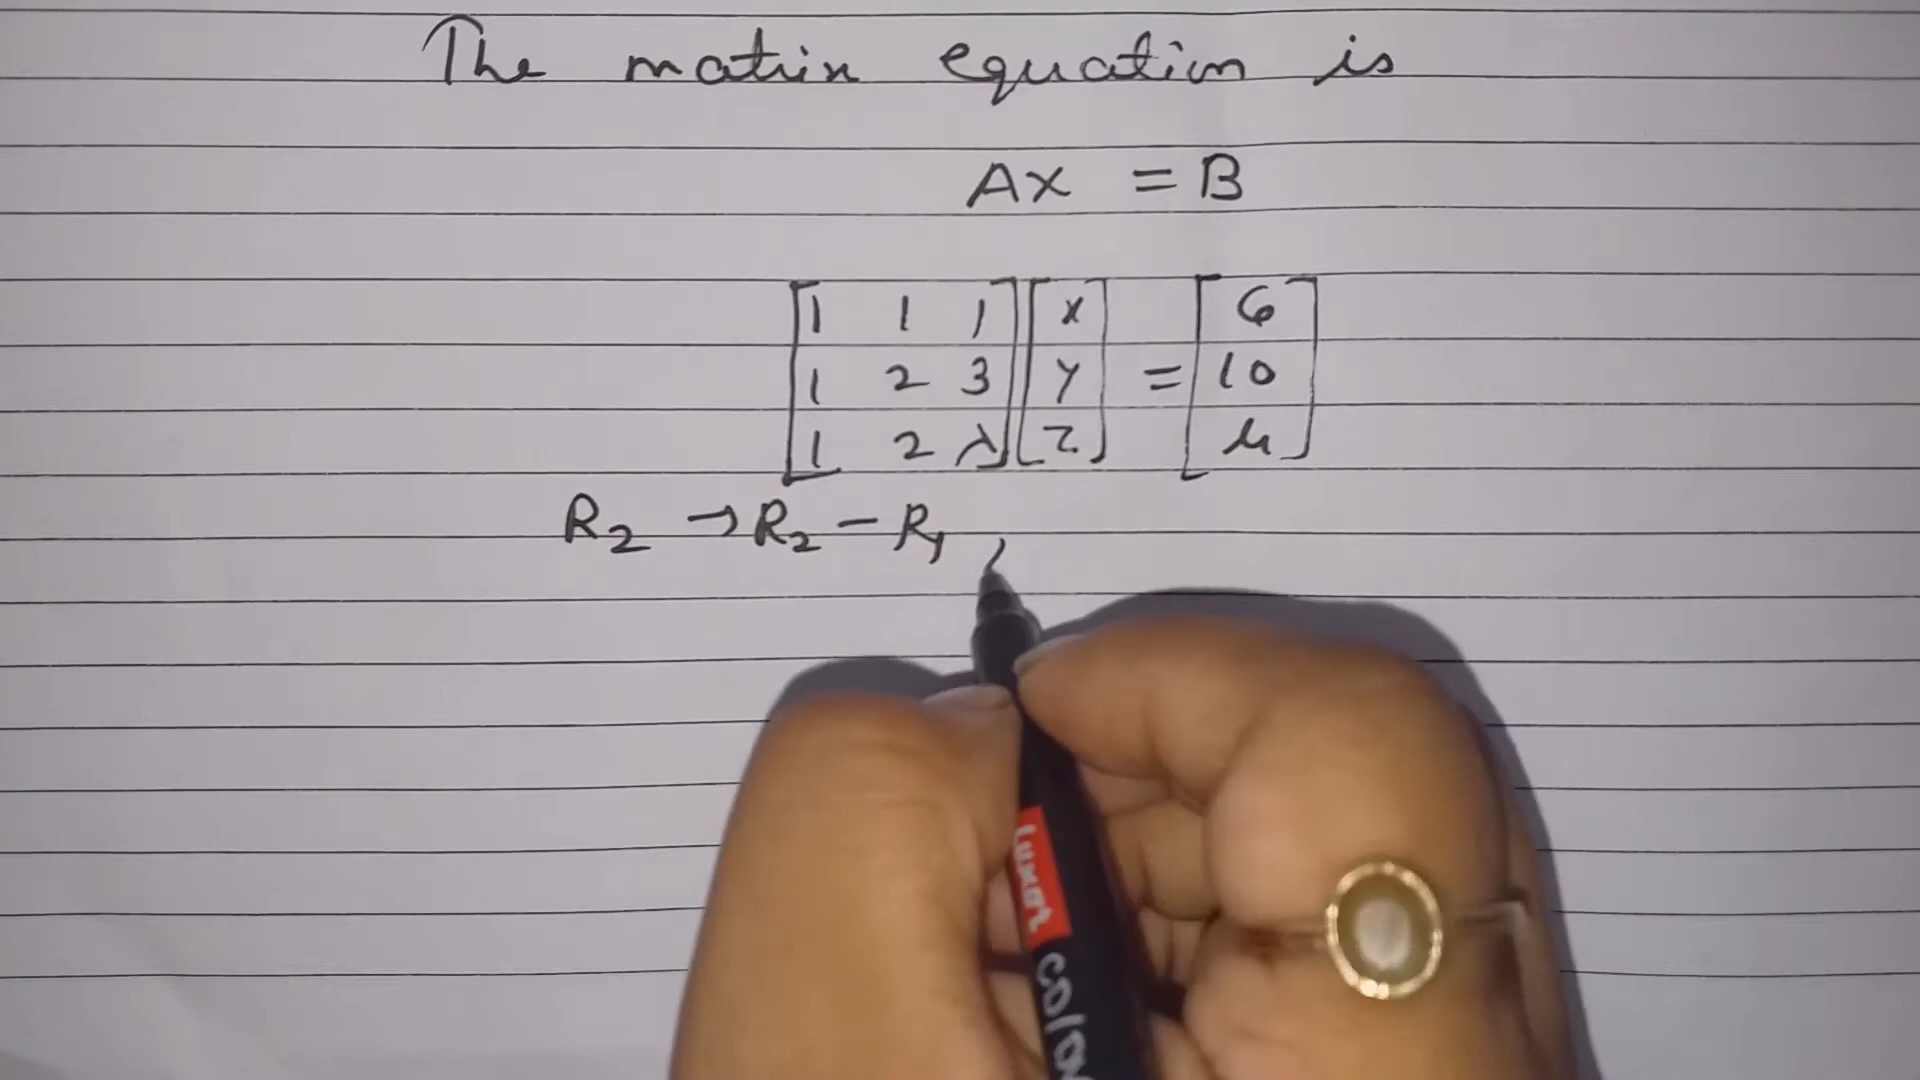 The matrix equation is
AX = B
[1 1 1] [x] = [6]
[1 2 3] [y] = [10]
[1 2 λ] [z] = [μ]
R₂ → R₂ - R₁,
Luxor